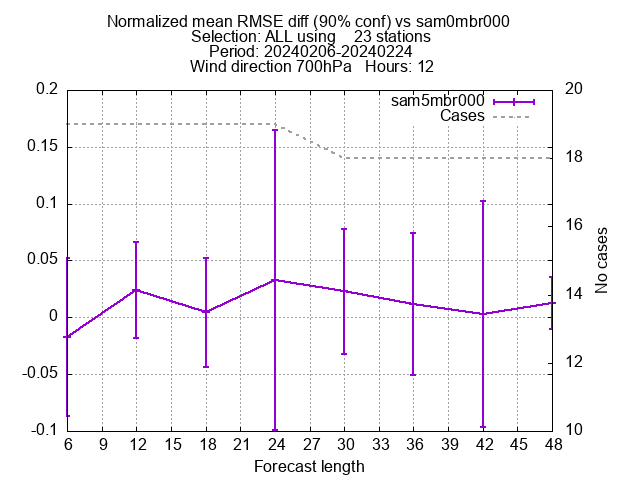 Normalized mean RMSE diff (90% conf) vs sam0mbr000
Selection: ALL using    23 stations
Period: 20240206-20240224
Wind direction 700hPa   Hours: 12
sam5mbr000
Cases
0.2
0.15
0.1
0.05
0
-0.05
-0.1
20
18
16
14
12
10
No cases
6 9 12 15 18 21 24 27 30 33 36 39 42 45 48
Forecast length